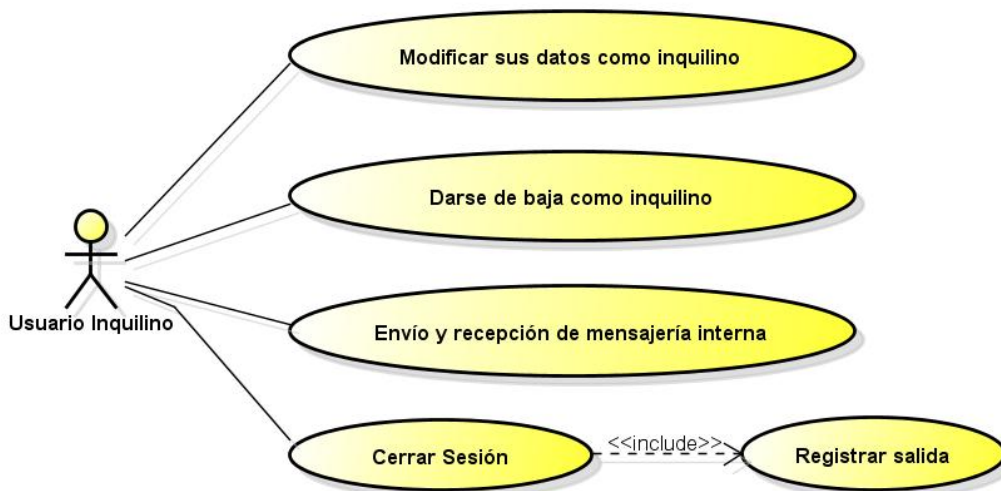 Modificar sus datos como inquilino
Darse de baja como inquilino
Usuario Inquilino
Envío y recepción de mensajería interna
Cerrar Sesión
<<include>>
Registrar salida